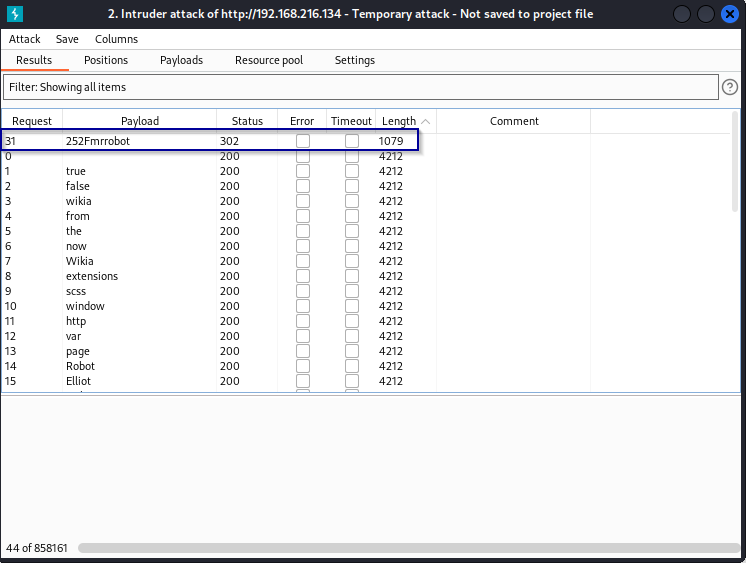 2. Intruder attack of http://192.168.216.134 - Temporary attack - Not saved to project file
Attack Save Columns
Results Positions Payloads Resource pool Settings
Filter: Showing all items
?
Request Payload Status Error Timeout Length Comment
31 252Fmrrobot 302 1079
0 200 4212
1 true 200 4212
2 false 200 4212
3 wikia 200 4212
4 from 200 4212
5 the 200 4212
6 now 200 4212
7 Wikia 200 4212
8 extensions 200 4212
9 scss 200 4212
10 window 200 4212
11 http 200 4212
12 var 200 4212
13 page 200 4212
14 Robot 200 4212
15 Elliot 200 4212
44 of 858161